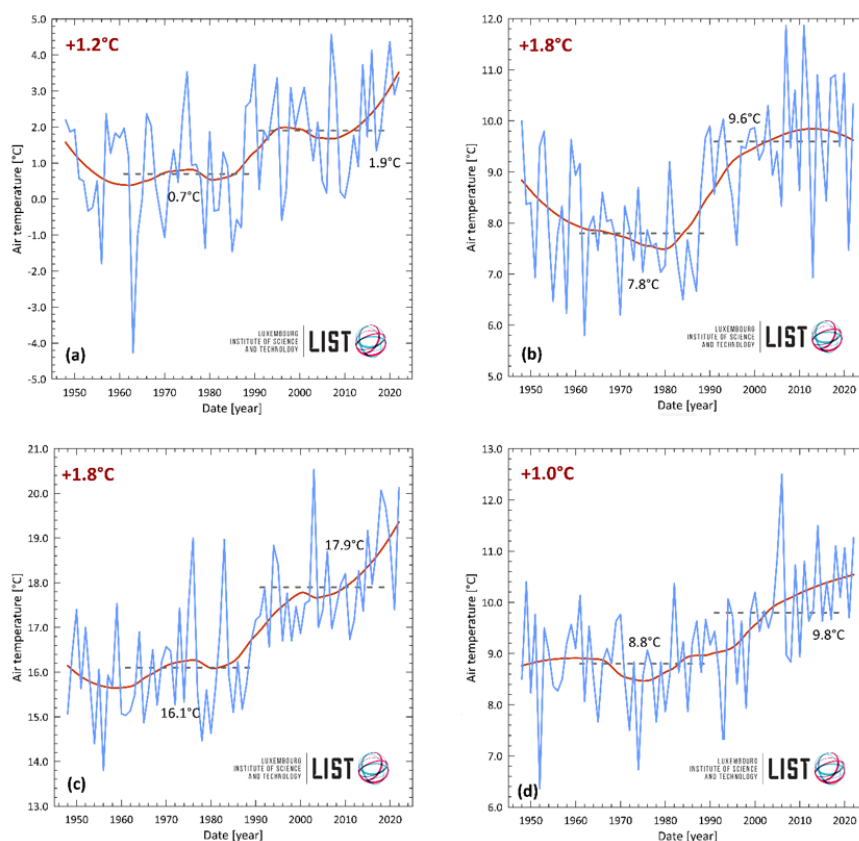 +1.2°C
5.0
4.0
3.0
2.0
1.0
0.0
-1.0
-2.0
-3.0
-4.0
-5.0
Air temperature [°C]
0.7°C
1.9°C
(a)
LUXEMBOURG
INSTITUTE OF SCIENCE
AND TECHNOLOGY
LIST
1950 1960 1970 1980 1990 2000 2010 2020
Date [year]
+1.8°C
12.0
11.0
10.0
9.0
8.0
7.0
6.0
5.0
Air temperature [°C]
9.6°C
7.8°C
(b)
LUXEMBOURG
INSTITUTE OF SCIENCE
AND TECHNOLOGY
LIST
1950 1960 1970 1980 1990 2000 2010 2020
Date [year]
+1.8°C
21.0
20.0
19.0
18.0
17.0
16.0
15.0
14.0
13.0
Air temperature [°C]
17.9°C
16.1°C
(c)
LUXEMBOURG
INSTITUTE OF SCIENCE
AND TECHNOLOGY
LIST
1950 1960 1970 1980 1990 2000 2010 2020
Date [year]
+1.0°C
13.0
12.0
11.0
10.0
9.0
8.0
7.0
6.0
Air temperature [°C]
8.8°C
9.8°C
(d)
LUXEMBOURG
INSTITUTE OF SCIENCE
AND TECHNOLOGY
LIST
1950 1960 1970 1980 1990 2000 2010 2020
Date [year]